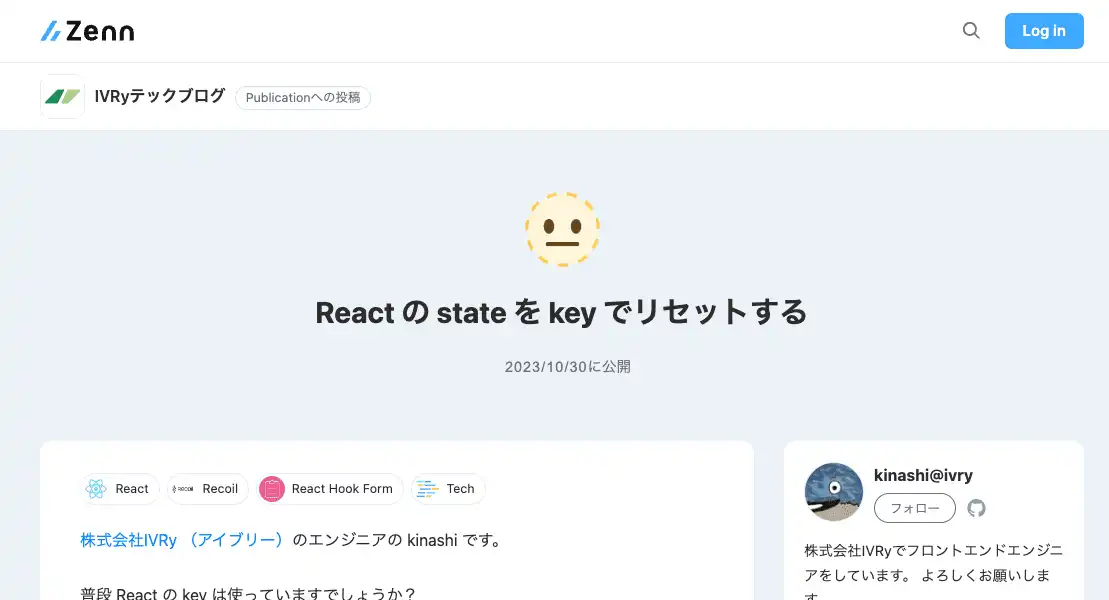 Zenn
Log in
IVRyテックブログ
Publicationへの投稿
React の state を key でリセットする
2023/10/30に公開
React
RECOIL
Recoil
React Hook Form
Tech
株式会社IVRy （アイブリー）のエンジニアの kinashi です。
普段 React の key は使っていますでしょうか？
kinashi@ivry
フォロー
株式会社IVRyでフロントエンドエンジニ
アをしています。 よろしくお願いしま
す。